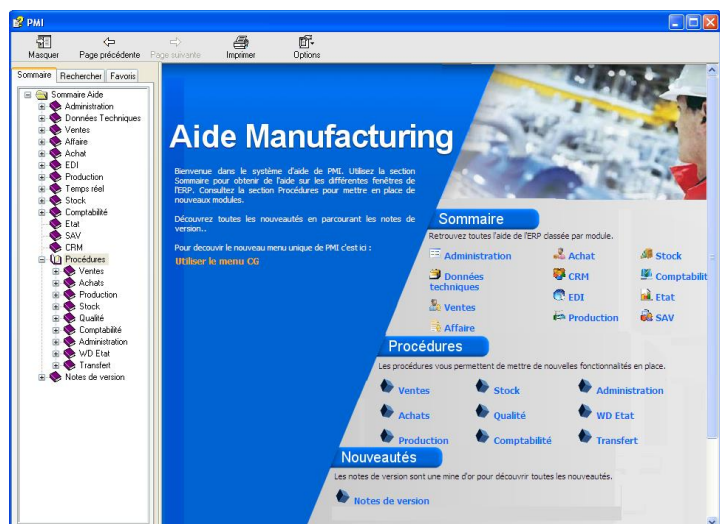 PMI
Masquer Page précédente Page suivante Imprimer Options
Sommaire Rechercher Favoris
Sommaire Aide
Administration
Données Techniques
Ventes
Affaire
Achat
EDI
Production
Temps réel
Stock
Comptabilité
Etat
SAV
CRM
Procédures
Ventes
Achats
Production
Stock
Qualité
Comptabilité
Administration
WD Etat
Transfert
Notes de version
Aide Manufacturing
Bienvenue dans le système d'aide de PMI. Utilisez la section
Sommaire pour obtenir de l'aide sur les différentes fenêtres de
l'ERP. Consultez la section Procédures pour mettre en place de
nouveaux modules.
Découvrez toutes les nouveautés en parcourant les notes de
version..
Pour decouvir le nouveau menu unique de PMI c'est ici :
Utiliser le menu CG
Sommaire
Retrouvez toutes l'aide de l'ERP classée par module.
Administration
Données
techniques
Ventes
Affaire
Achat
CRM
EDI
Production
Stock
Comptabilit
Etat
SAV
Procédures
Les procédures vous permettent de mettre de nouvelles fonctionnalités en place.
Ventes Stock Administration
Achats Qualité WD Etat
Production Comptabilité Transfert
Nouveautés
Les notes de version sont une mine d'or pour découvrir toutes les nouveautés.
Notes de version